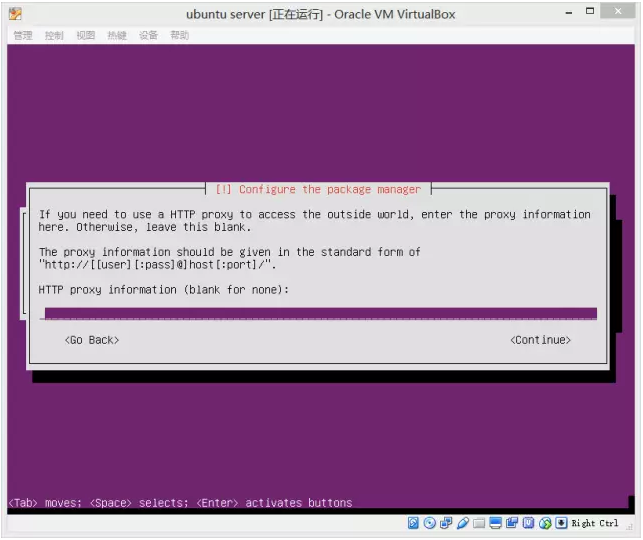 ubuntu server [正在运行] - Oracle VM VirtualBox
管理 控制 视图 热键 设备 帮助
[!] Configure the package manager
If you need to use a HTTP proxy to access the outside world, enter the proxy information
here. Otherwise, leave this blank.
The proxy information should be given in the standard form of
"http://[[user][:pass]@]host[:port]/".
HTTP proxy information (blank for none):
<Go Back> <Continue>
<Tab> moves; <Space> selects; <Enter> activates buttons
Right Ctrl